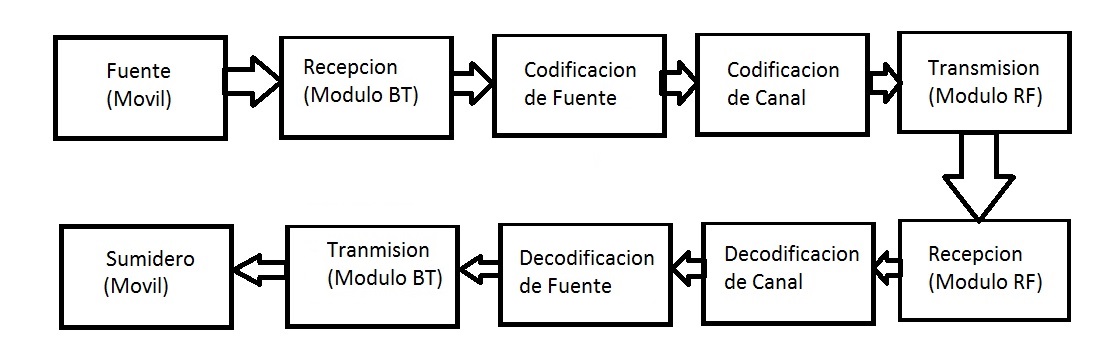 Fuente
(Movil)
Recepcion
(Modulo BT)
Codificacion
de Fuente
Codificacion
de Canal
Transmision
(Modulo RF)
Sumidero
(Movil)
Tranmision
(Modulo BT)
Decodificacion
de Fuente
Decodificacion
de Canal
Recepcion
(Modulo RF)